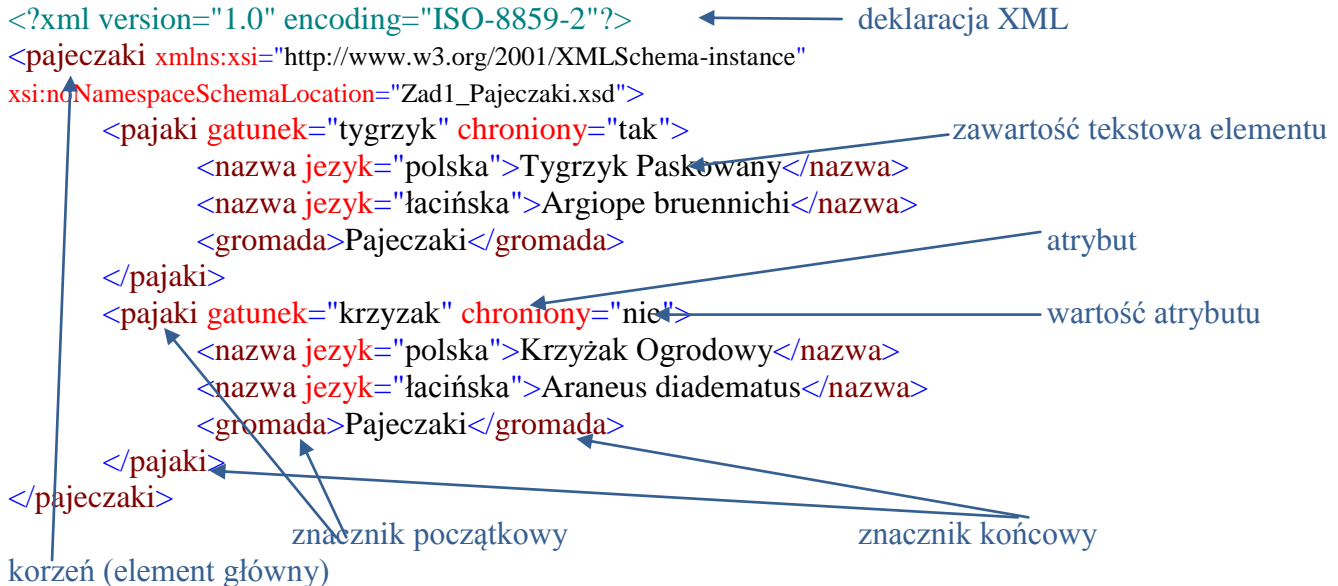 <?xml version="1.0" encoding="ISO-8859-2"?> deklaracja XML
<pajeczaki xmlns:xsi="http://www.w3.org/2001/XMLSchema-instance"
xsi:noNamespaceSchemaLocation="Zad1_Pajeczaki.xsd">
<pajaki gatunek="tygrzyk" chroniony="tak"> zawartość tekstowa elementu
<nazwa jezyk="polska">Tygrzyk Paskowany</nazwa>
<nazwa jezyk="łacińska">Argiope bruennichi</nazwa>
<gromada>Pajeczaki</gromada> atrybut
</pajaki>
<pajaki gatunek="krzyzak" chroniony="nie"> wartość atrybutu
<nazwa jezyk="polska">Krzyżak Ogrodowy</nazwa>
<nazwa jezyk="łacińska">Araneus diadematus</nazwa>
<gromada>Pajeczaki</gromada>
</pajaki>
</pajeczaki>
znacznik początkowy znacznik końcowy
korzeń (element główny)